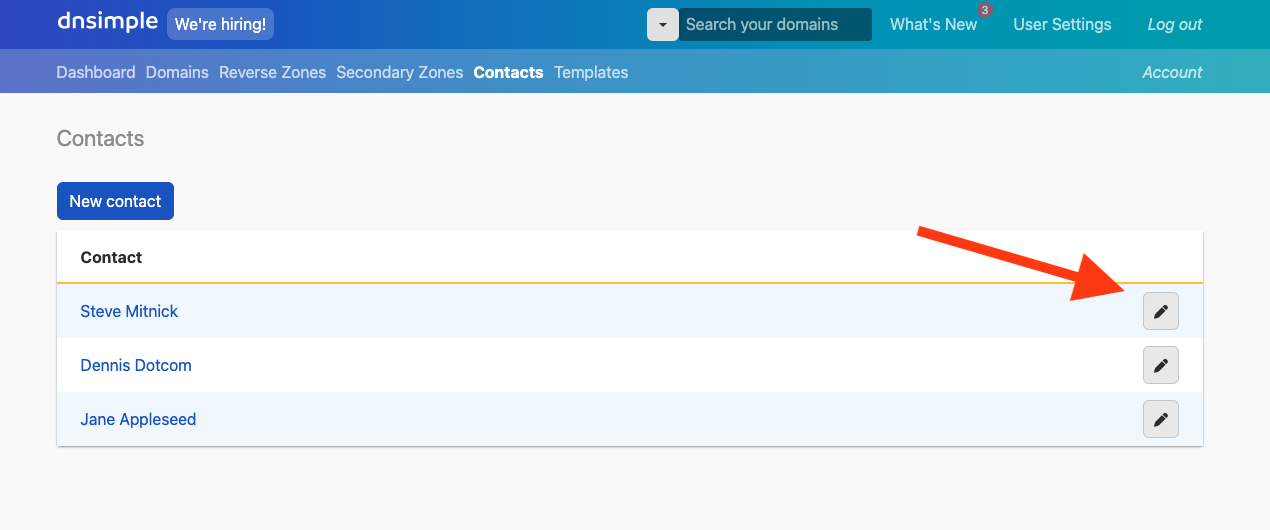 dnsimple We're hiring! Search your domains What's New 3 User Settings Log out
Dashboard Domains Reverse Zones Secondary Zones Contacts Templates Account
Contacts
New contact
Contact
Steve Mitnick
Dennis Dotcom
Jane Appleseed